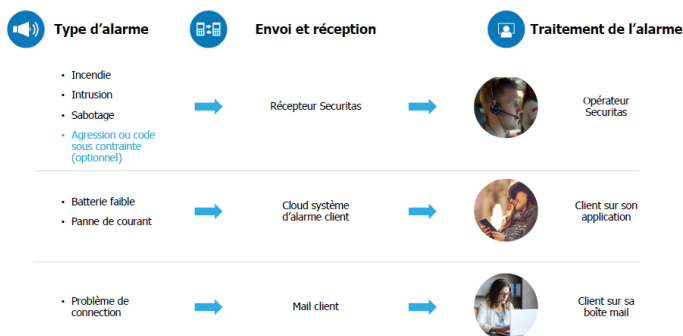 Type d'alarme
Envoi et réception
Traitement de l'alarme
• Incendie
• Intrusion
• Sabotage
• Agression ou code
sous contrainte
(optionnel)
Récepteur Securitas
Opérateur
Securitas
• Batterie faible
• Panne de courant
Cloud système
d'alarme client
Client sur son
application
• Problème de
connection
Mail client
Client sur sa
boîte mail